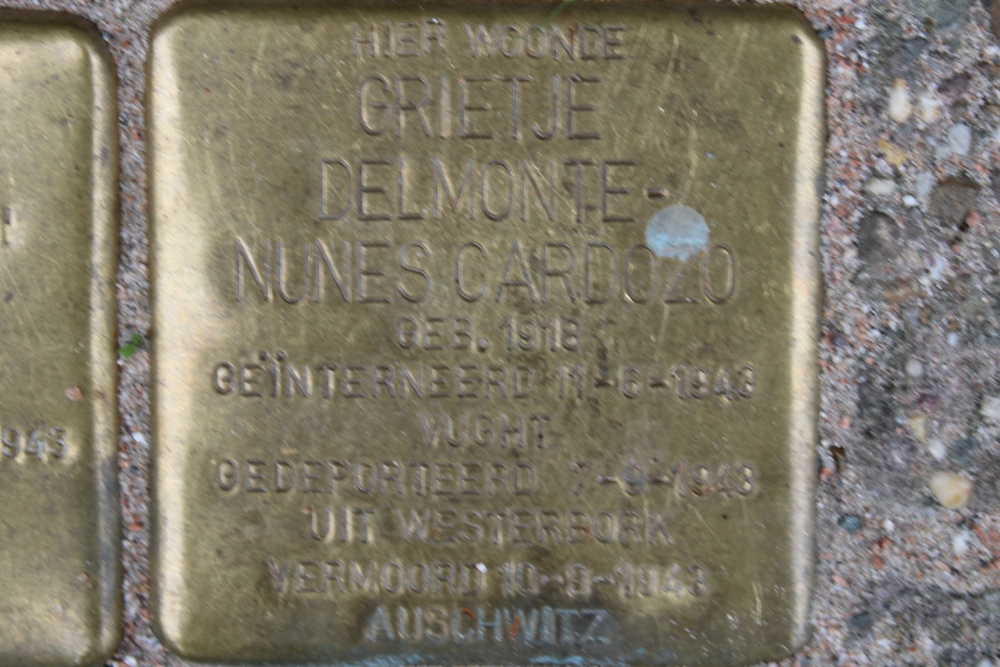 HIER WOONDE
GRIETJE
DELMONTE-
NUNES CARDOZO
GEB. 1918
GEÏNTERNEERD 11-6-1943
VUGHT
GEDEPORTEERD 7-9-1943
UIT WESTERBORK
VERMOORD 10-9-1943
AUSCHWITZ
T
1943